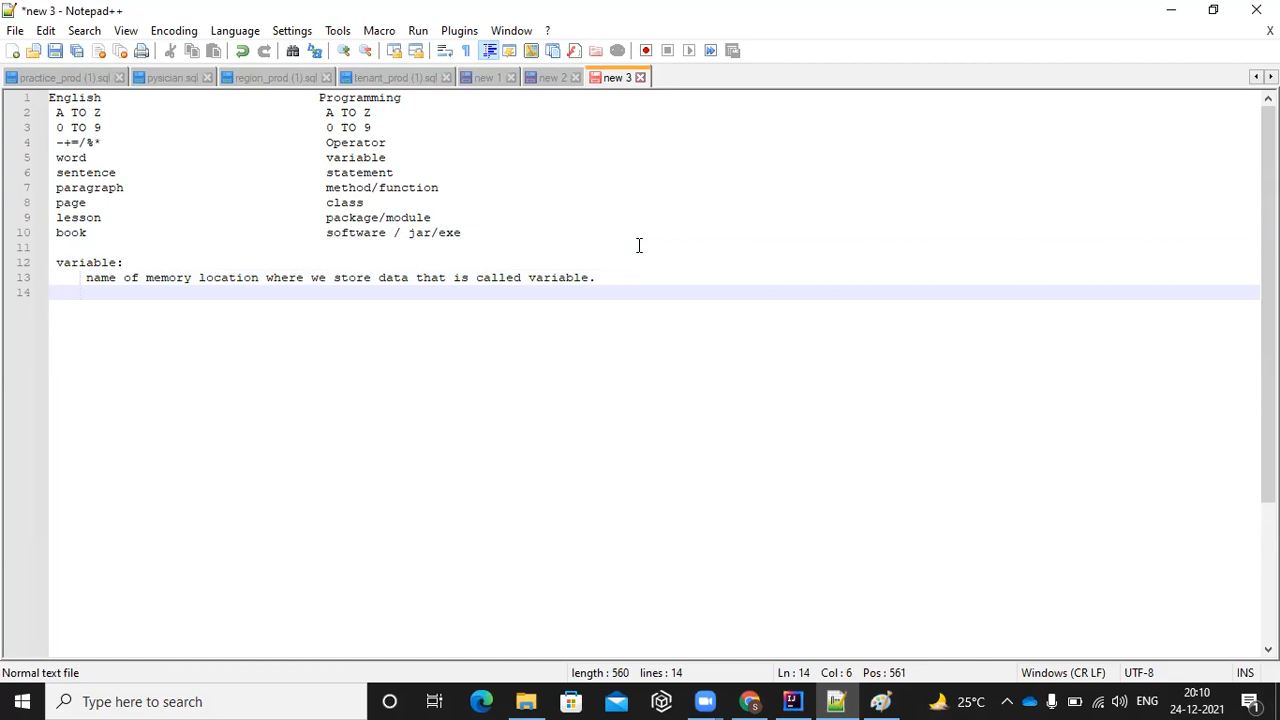 *new 3 - Notepad++
File Edit Search View Encoding Language Settings Tools Macro Run Plugins Window ? X
practice_prod (1).sql pysician.sql region_prod (1).sql tenant_prod (1).sql new 1 new 2 new 3
1 English Programming
2 A TO Z A TO Z
3 0 TO 9 0 TO 9
4 -+=/%* Operator
5 word variable
6 sentence statement
7 paragraph method/function
8 page class
9 lesson package/module
10 book software / jar/exe
11
12 variable:
13 name of memory location where we store data that is called variable.
14
Normal text file length : 560 lines : 14 Ln : 14 Col : 6 Pos : 561 Windows (CR LF) UTF-8 INS
Type here to search 25°C ENG 20:10
24-12-2021 1